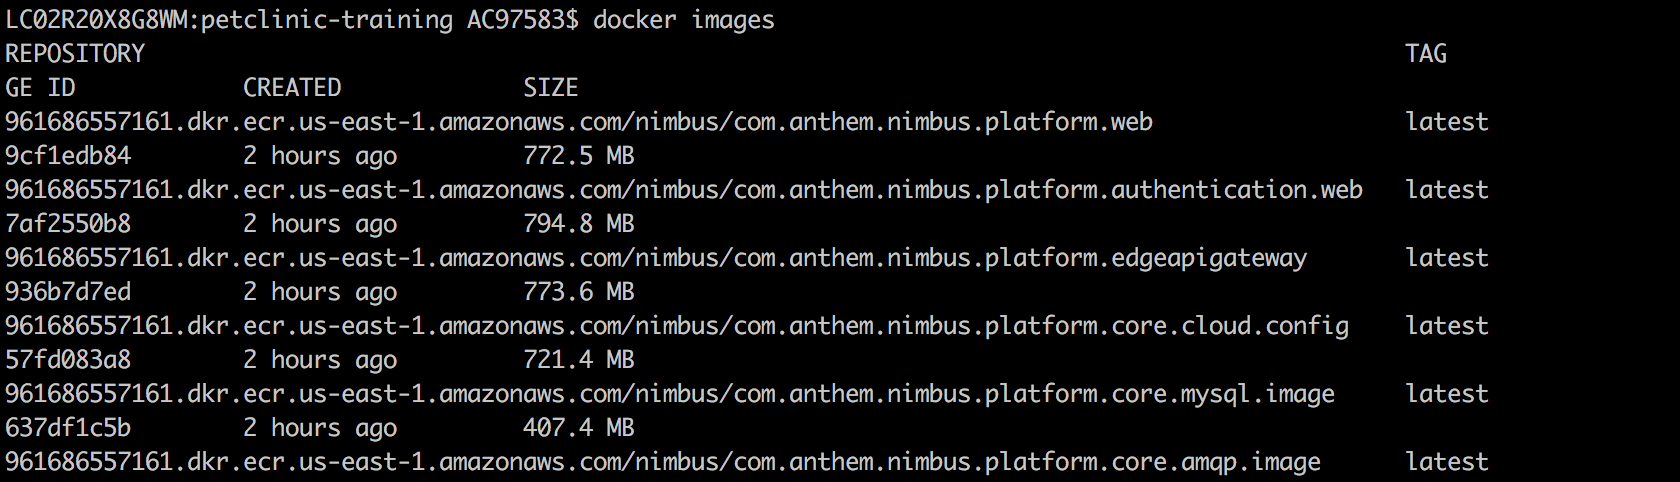 LC02R20X8G8WM:petclinic-training AC97583$ docker images
REPOSITORY TAG
GE ID CREATED SIZE
961686557161.dkr.ecr.us-east-1.amazonaws.com/nimbus/com.anthem.nimbus.platform.web latest
9cf1edb84 2 hours ago 772.5 MB
961686557161.dkr.ecr.us-east-1.amazonaws.com/nimbus/com.anthem.nimbus.platform.authentication.web latest
7af2550b8 2 hours ago 794.8 MB
961686557161.dkr.ecr.us-east-1.amazonaws.com/nimbus/com.anthem.nimbus.platform.edgeapigateway latest
936b7d7ed 2 hours ago 773.6 MB
961686557161.dkr.ecr.us-east-1.amazonaws.com/nimbus/com.anthem.nimbus.platform.core.cloud.config latest
57fd083a8 2 hours ago 721.4 MB
961686557161.dkr.ecr.us-east-1.amazonaws.com/nimbus/com.anthem.nimbus.platform.core.mysql.image latest
637df1c5b 2 hours ago 407.4 MB
961686557161.dkr.ecr.us-east-1.amazonaws.com/nimbus/com.anthem.nimbus.platform.core.amqp.image latest